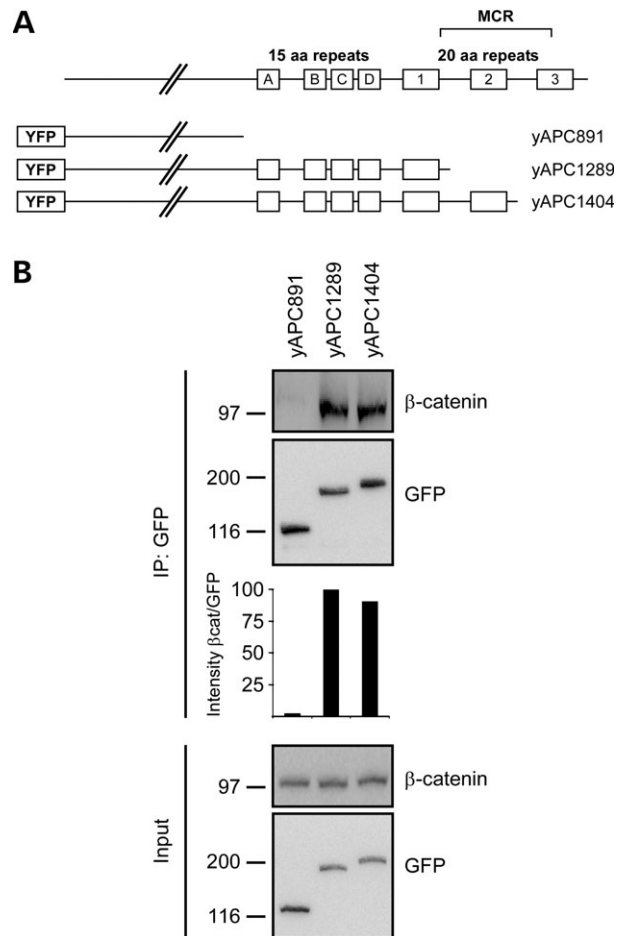 A
MCR
15 aa repeats 20 aa repeats
A B C D 1 2 3
YFP yAPC891
YFP yAPC1289
YFP yAPC1404
B
yAPC891 yAPC1289 yAPC1404
IP: GFP
97 β-catenin
200 GFP
116
Intensity βcat/GFP
100
75
50
25
Input
97 β-catenin
200 GFP
116